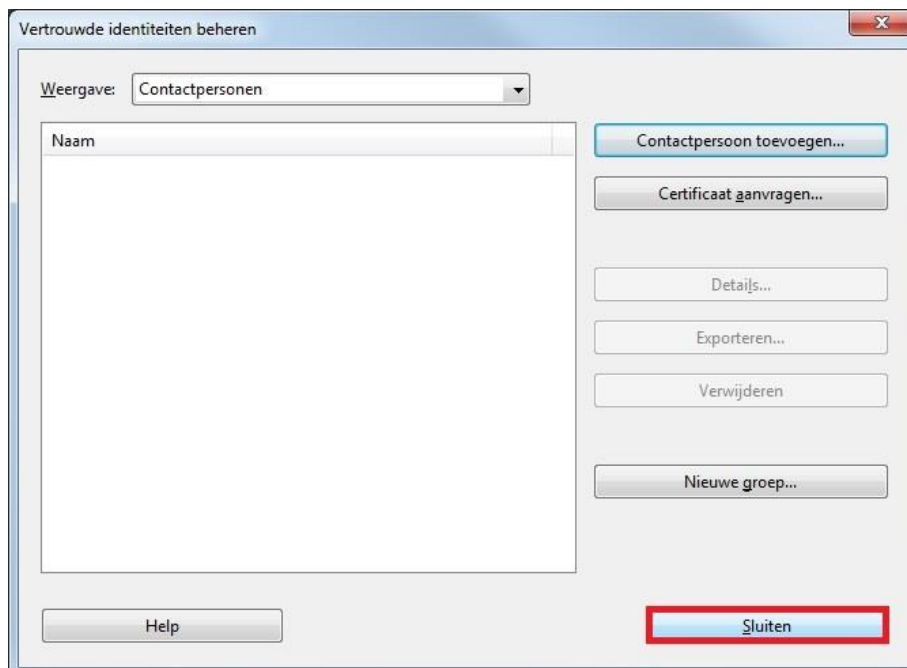 Vertrouwde identiteiten beheren
Weergave: Contactpersonen
Naam
Contactpersoon toevoegen...
Certificaat aanvragen...
Details...
Exporteren...
Verwijderen
Nieuwe groep...
Help
Sluiten